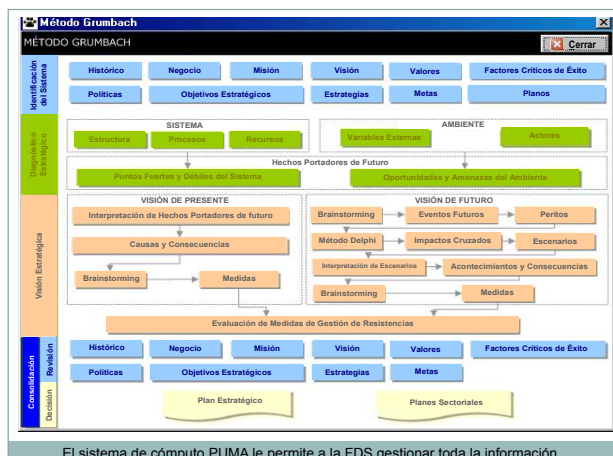 Método Grumbach
MÉTODO GRUMBACH
Cerrar
Identificación del Sistema
Histórico
Negocio
Misión
Visión
Valores
Factores Críticos de Éxito
Políticas
Objetivos Estratégicos
Estrategias
Metas
Planos
Diagnóstico Estratégico
SISTEMA
Estructura
Procesos
Recursos
AMBIENTE
Variables Externas
Actores
Hechos Portadores de Futuro
Puntos Fuertes y Débiles del Sistema
Oportunidades y Amenazas del Ambiente
Visión Estratégica
VISIÓN DE PRESENTE
Interpretación de Hechos Portadores de futuro
Causas y Consecuencias
Brainstorming
Medidas
VISIÓN DE FUTURO
Brainstorming
Eventos Futuros
Peritos
Método Delphi
Impactos Cruzados
Escenarios
Interpretación de Escenarios
Acontecimientos y Consecuencias
Brainstorming
Medidas
Evaluación de Medidas de Gestión de Resistencias
Consolidación
Revisión
Histórico
Negocio
Misión
Visión
Valores
Factores Críticos de Éxito
Políticas
Objetivos Estratégicos
Estrategias
Metas
Decisión
Plan Estratégico
Planes Sectoriales
El sistema de cómputo PUMA le permite a la FDS gestionar toda la información